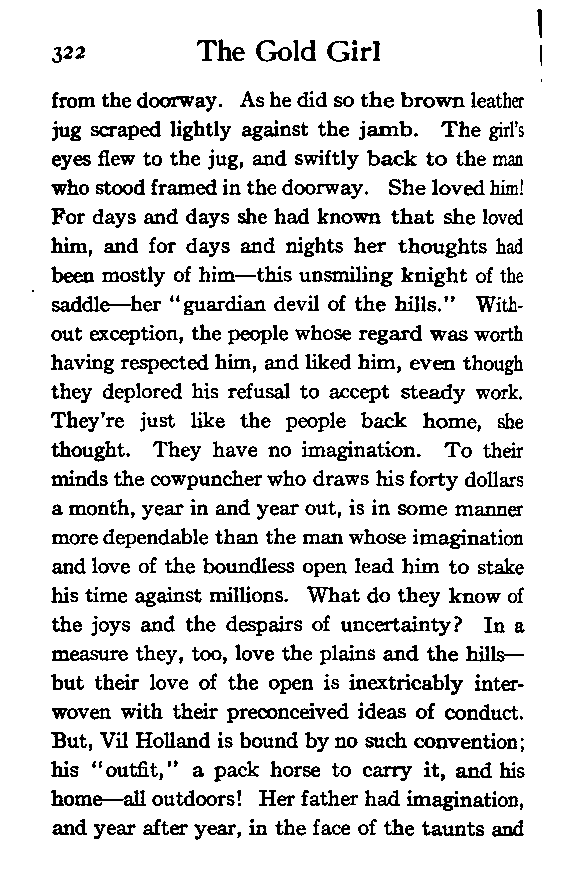 322 The Gold Girl
from the doorway. As he did so the brown leather
jug scraped lightly against the jamb. The girl's
eyes flew to the jug, and swiftly back to the man
who stood framed in the doorway. She loved him!
For days and days she had known that she loved
him, and for days and nights her thoughts had
been mostly of him—this unsmiling knight of the
saddle—her "guardian devil of the hills." With-
out exception, the people whose regard was worth
having respected him, and liked him, even though
they deplored his refusal to accept steady work.
They're just like the people back home, she
thought. They have no imagination. To their
minds the cowpuncher who draws his forty dollars
a month, year in and year out, is in some manner
more dependable than the man whose imagination
and love of the boundless open lead him to stake
his time against millions. What do they know of
the joys and the despairs of uncertainty? In a
measure they, too, love the plains and the hills—
but their love of the open is inextricably inter-
woven with their preconceived ideas of conduct.
But, Vil Holland is bound by no such convention;
his "outfit," a pack horse to carry it, and his
home—all outdoors! Her father had imagination,
and year after year, in the face of the taunts and